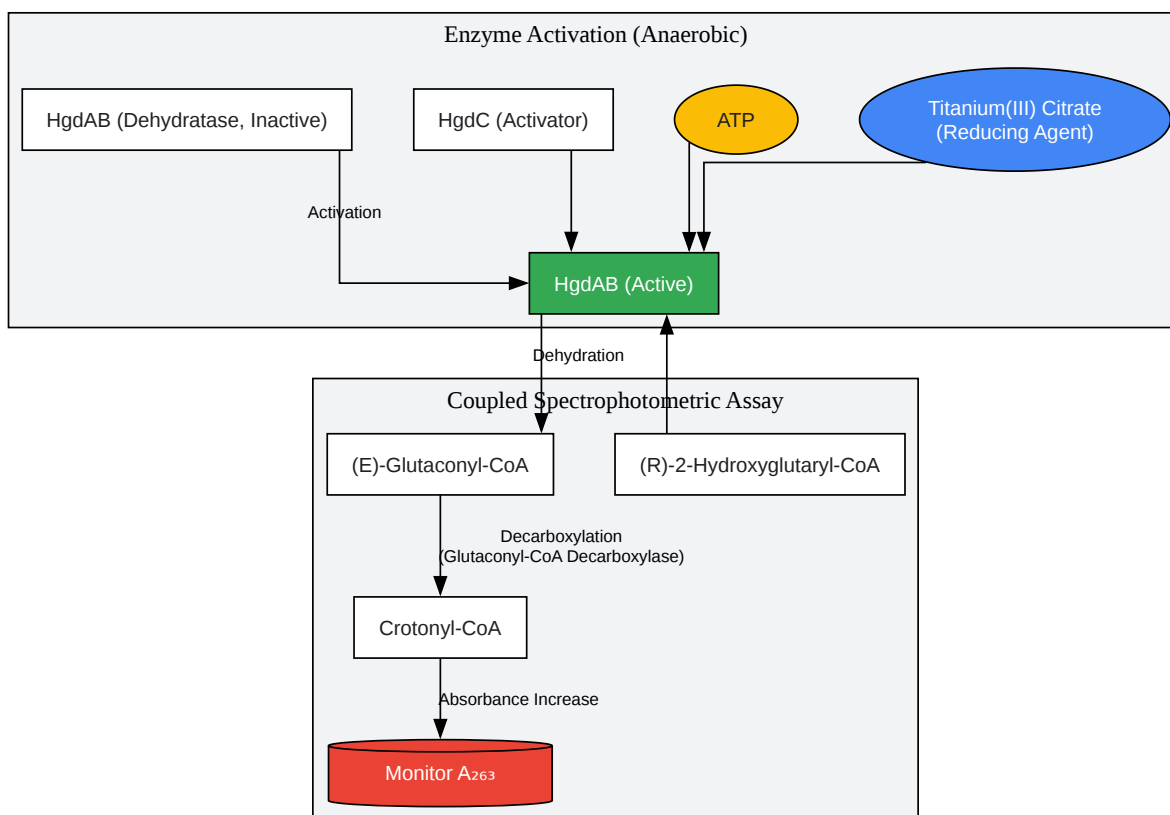 Enzyme Activation (Anaerobic)
HgdAB (Dehydratase, Inactive)
HgdC (Activator)
ATP
Titanium(III) Citrate
(Reducing Agent)
Activation
HgdAB (Active)
Dehydration
Coupled Spectrophotometric Assay
(E)-Glutaconyl-CoA
(R)-2-Hydroxyglutaryl-CoA
Decarboxylation
(Glutaconyl-CoA Decarboxylase)
Crotonyl-CoA
Absorbance Increase
Monitor A₂₆₃